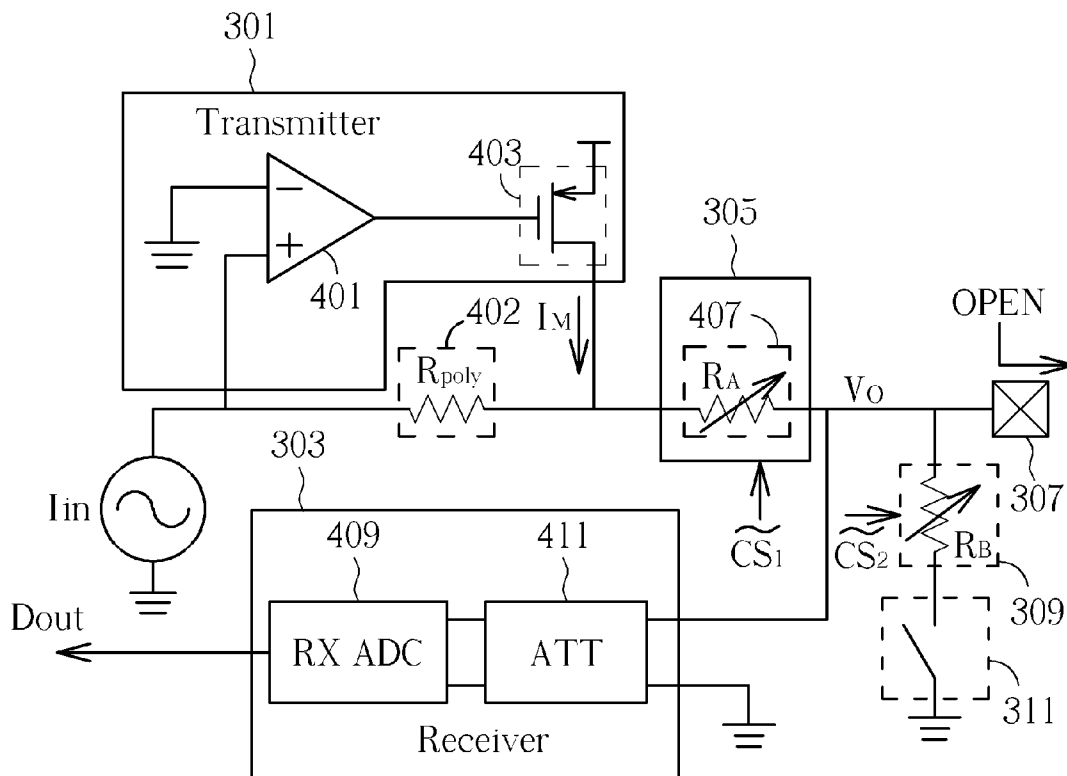 301
Transmitter
403
−
+
401
305
402
IM
407
OPEN
Rpoly
RA
Vo
303
307
Iin
CS1
CS2
RB
409
411
309
Dout
RX ADC
ATT
311
Receiver